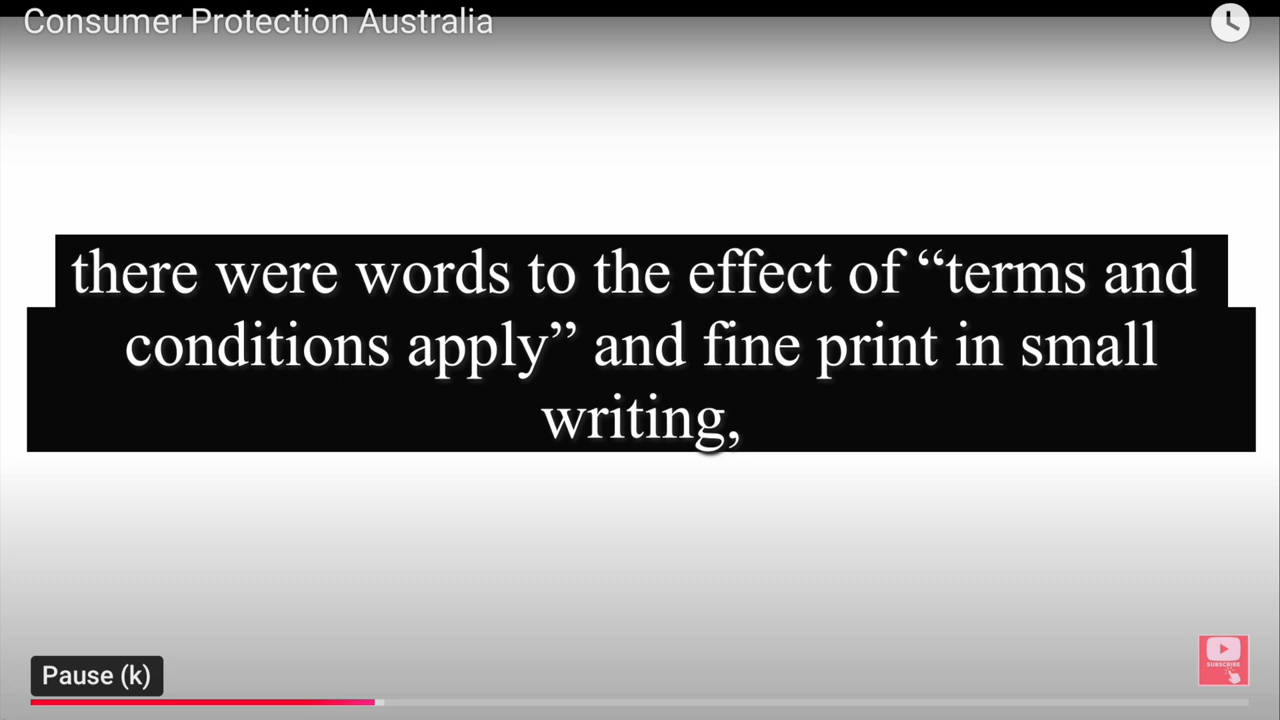 Consumer Protection Australia
there were words to the effect of “terms and
conditions apply” and fine print in small
writing,
SUBSCRIBE
Pause (k)